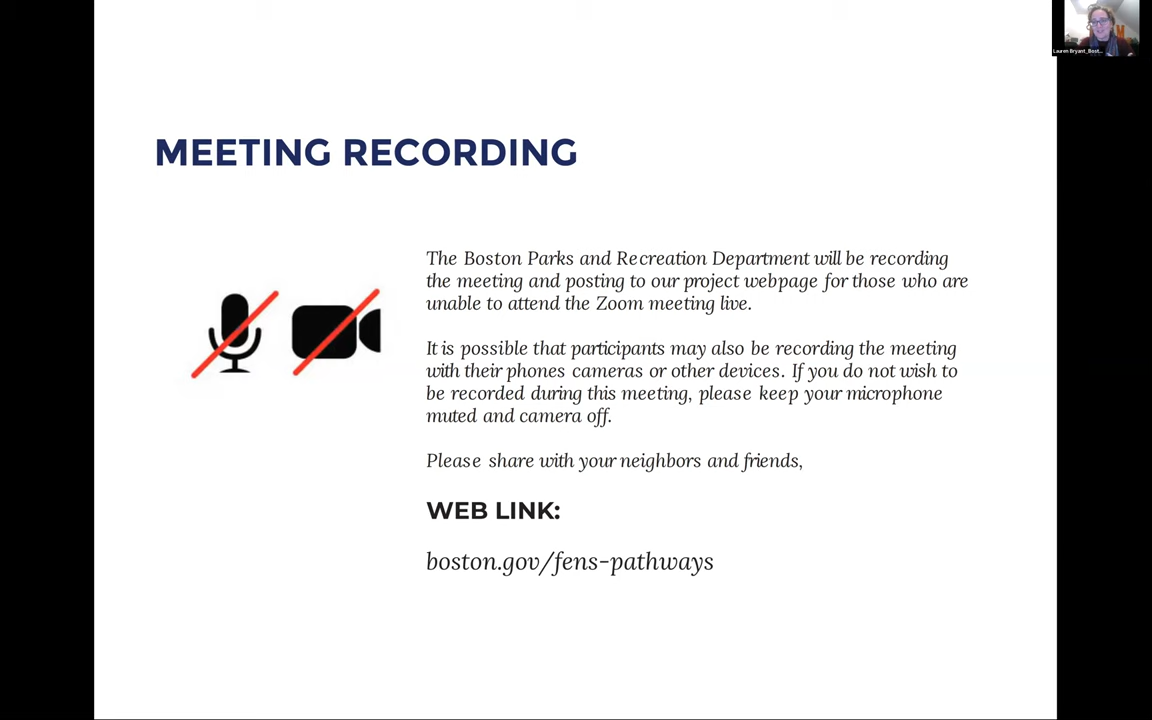 Lauren Bryant_Bost...
MEETING RECORDING
The Boston Parks and Recreation Department will be recording
the meeting and posting to our project webpage for those who are
unable to attend the Zoom meeting live.
It is possible that participants may also be recording the meeting
with their phones cameras or other devices. If you do not wish to
be recorded during this meeting, please keep your microphone
muted and camera off.
Please share with your neighbors and friends,
WEB LINK:
boston.gov/fens-pathways